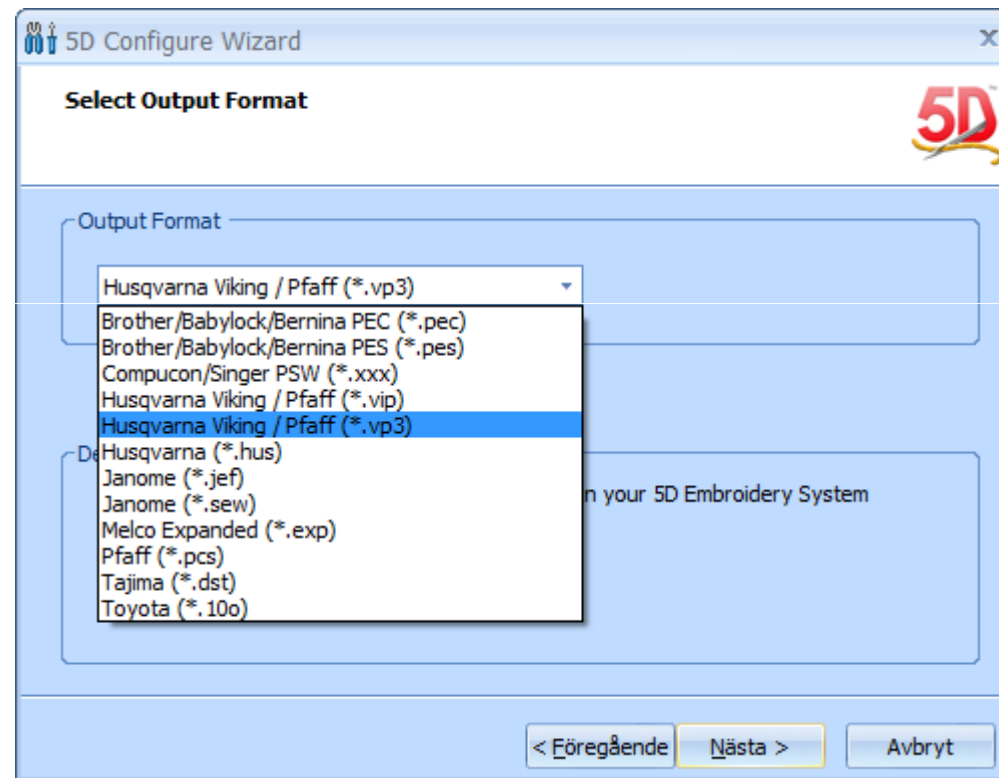 5D Configure Wizard
Select Output Format
5D
Output Format
Husqvarna Viking / Pfaff (*.vp3)
Brother/Babylock/Bernina PEC (*.pec)
Brother/Babylock/Bernina PES (*.pes)
Compucon/Singer PSW (*.xxx)
Husqvarna Viking / Pfaff (*.vip)
Husqvarna Viking / Pfaff (*.vp3)
Husqvarna (*.hus)
Janome (*.jef)
Janome (*.sew)
Melco Expanded (*.exp)
Pfaff (*.pcs)
Tajima (*.dst)
Toyota (*.10o)
De
n your 5D Embroidery System
< Föregående
Nästa >
Avbryt